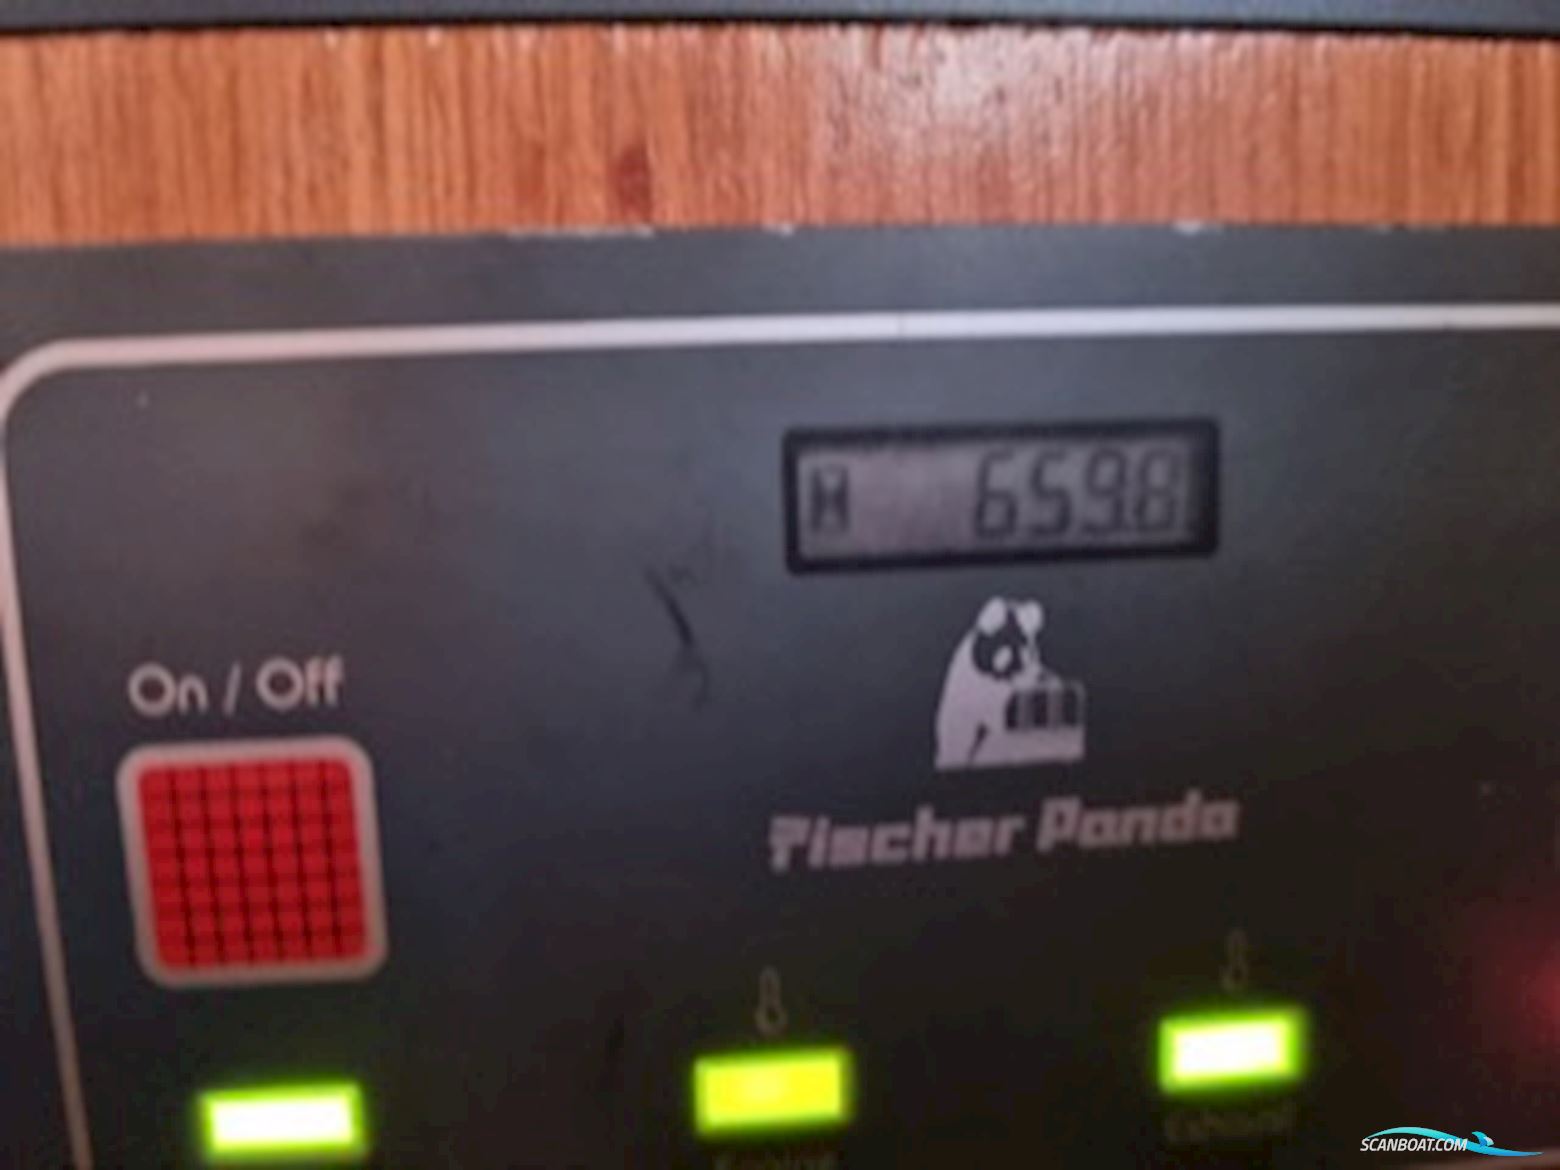 H 659.8
On / Off
Fischer Panda
SCANBOAT.COM